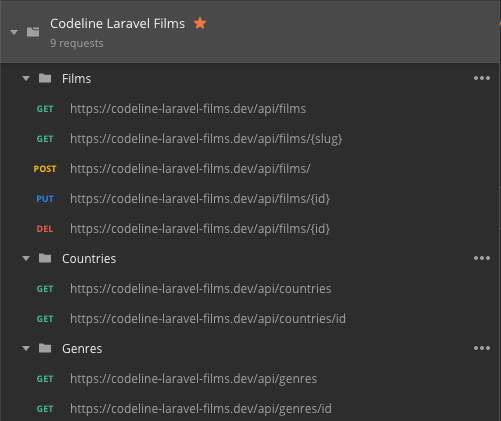 Codeline Laravel Films
9 requests
Films
GET https://codeline-laravel-films.dev/api/films
GET https://codeline-laravel-films.dev/api/films/{slug}
POST https://codeline-laravel-films.dev/api/films/
PUT https://codeline-laravel-films.dev/api/films/{id}
DEL https://codeline-laravel-films.dev/api/films/{id}
Countries
GET https://codeline-laravel-films.dev/api/countries
GET https://codeline-laravel-films.dev/api/countries/id
Genres
GET https://codeline-laravel-films.dev/api/genres
GET https://codeline-laravel-films.dev/api/genres/id